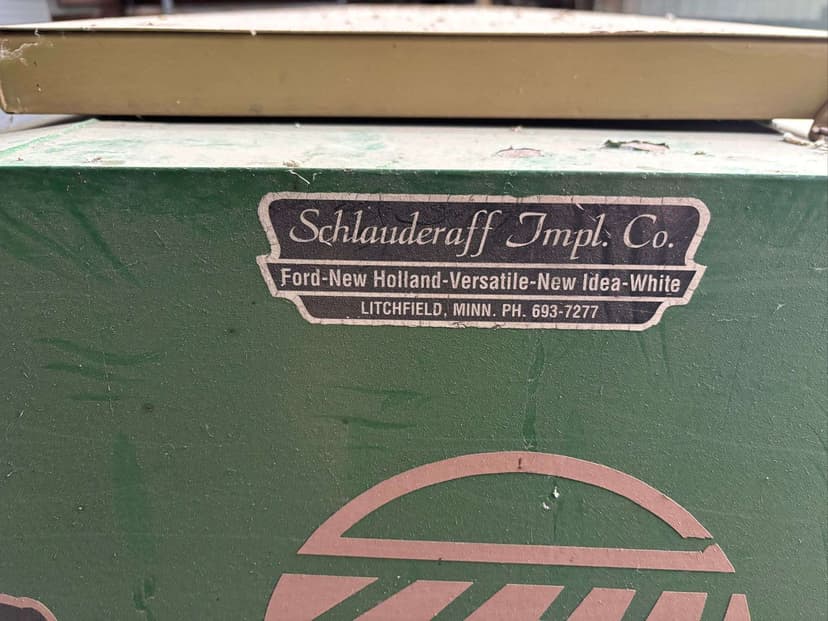 Schlauderaff Impl. Co.
Ford-New Holland-Versatile-New Idea-White
LITCHFIELD, MINN. PH. 693-7277